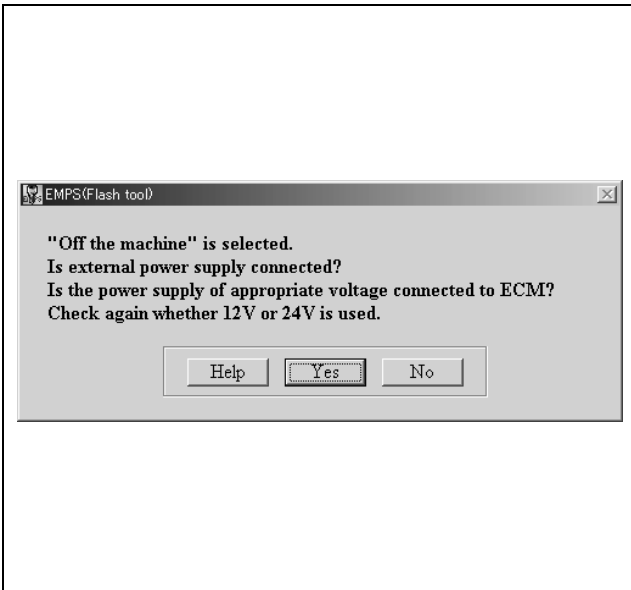 EMPS(Flash tool)
"Off the machine" is selected.
Is external power supply connected?
Is the power supply of appropriate voltage connected to ECM?
Check again whether 12V or 24V is used.
Help Yes No